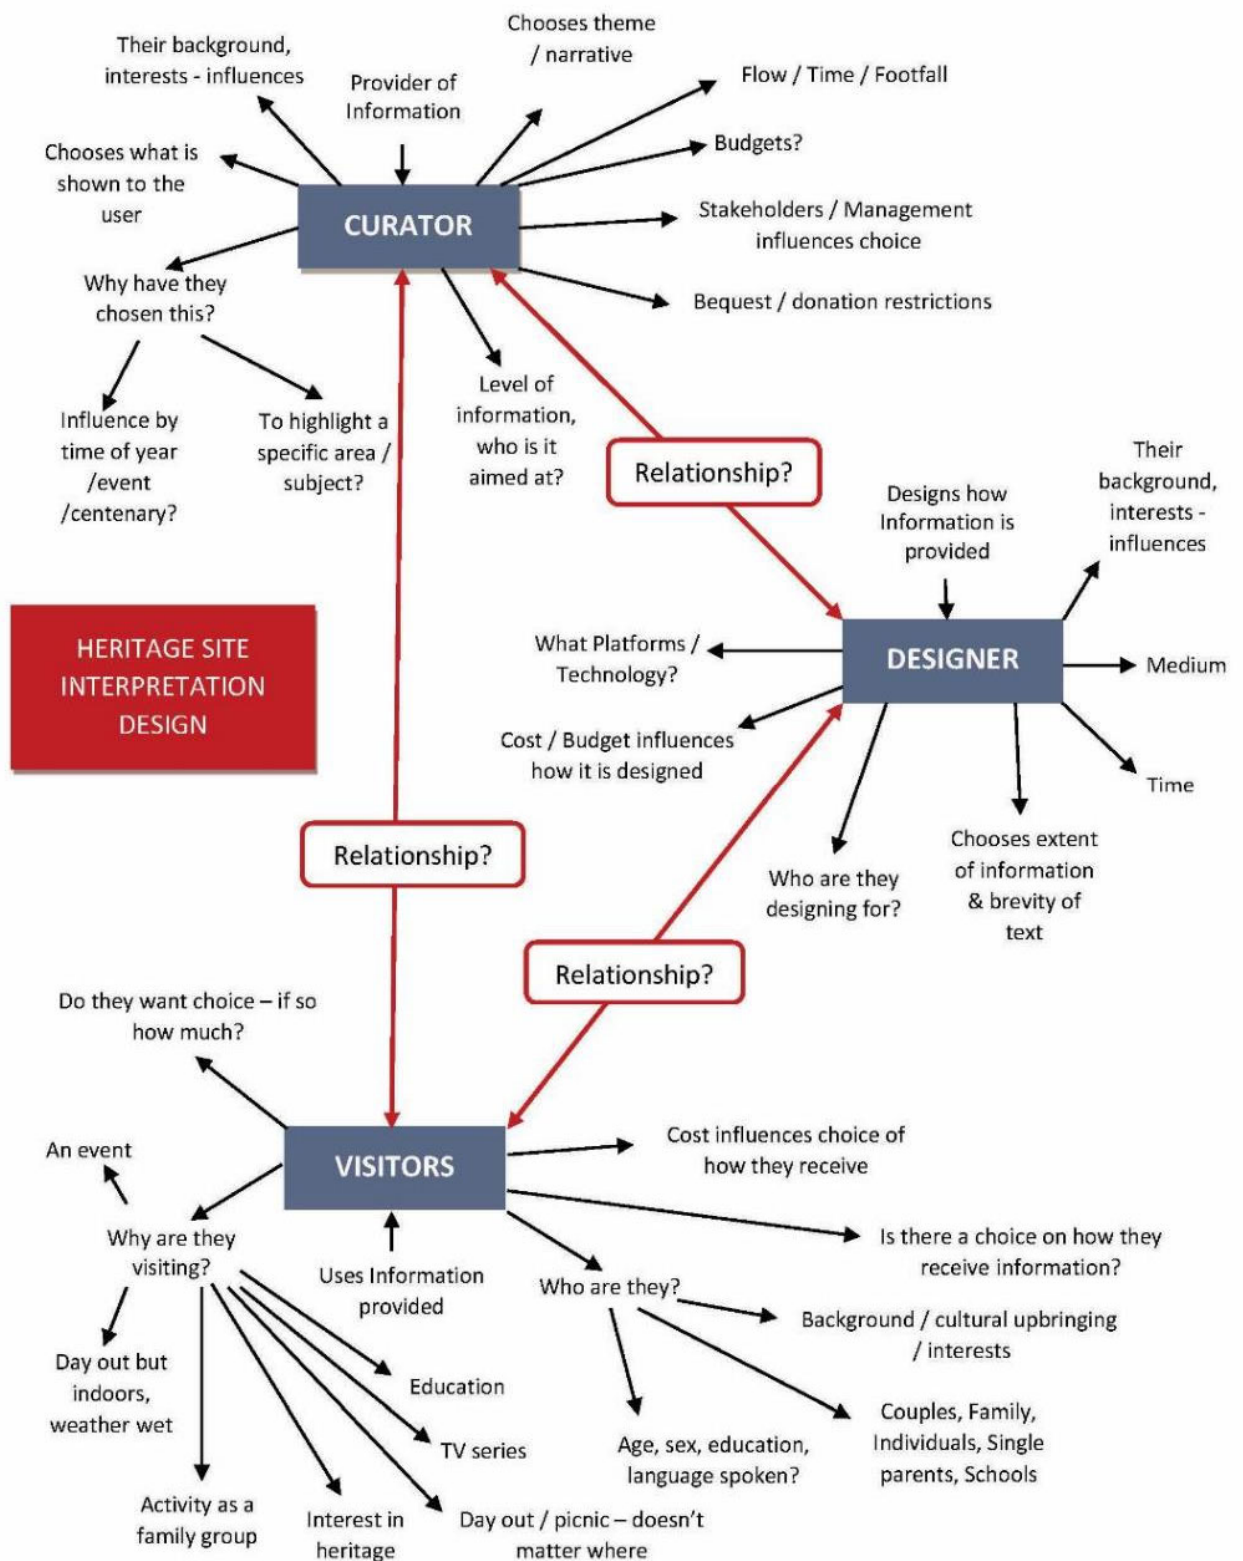 Chooses theme
/ narrative
Their background,
interests - influences
Provider of
Information
Flow / Time / Footfall
Chooses what is
shown to the
user
Budgets?
CURATOR
Stakeholders / Management
influences choice
Why have they
chosen this?
Bequest / donation restrictions
Influence by
time of year
/event
/centenary?
To highlight a
specific area /
subject?
Level of
information,
who is it
aimed at?
Relationship?
Designs how
Information is
provided
Their
background,
interests -
influences
HERITAGE SITE
INTERPRETATION
DESIGN
What Platforms /
Technology?
DESIGNER
Medium
Cost / Budget influences
how it is designed
Time
Relationship?
Who are they
designing for?
Chooses extent
of information
& brevity of
text
Relationship?
Do they want choice – if so
how much?
An event
VISITORS
Cost influences choice of
how they receive
Why are they
visiting?
Uses Information
provided
Who are they?
Is there a choice on how they
receive information?
Background / cultural upbringing
/ interests
Day out but
indoors,
weather wet
Education
TV series
Age, sex, education,
language spoken?
Couples, Family,
Individuals, Single
parents, Schools
Activity as a
family group
Interest in
heritage
Day out / picnic – doesn't
matter where